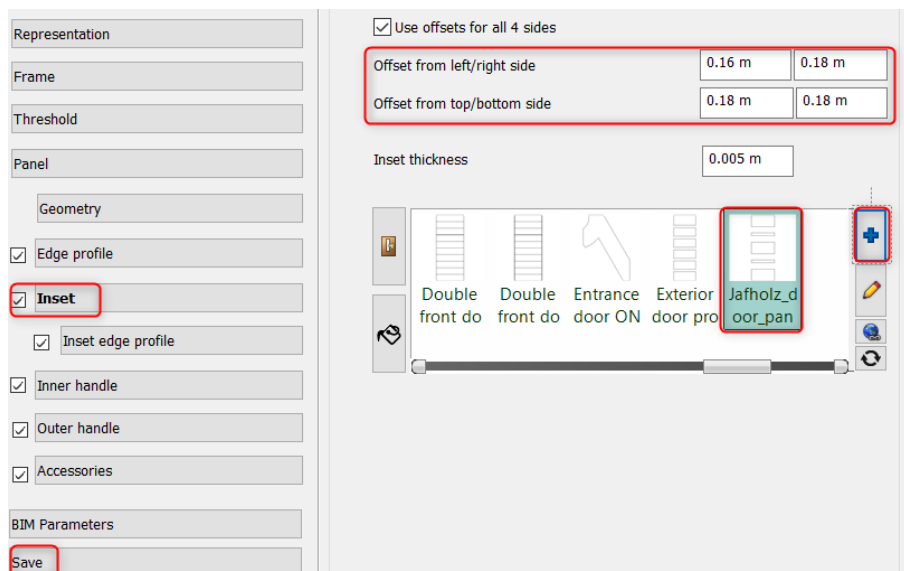 Representation
Frame
Threshold
Panel
Geometry
Edge profile
Inset
Inset edge profile
Inner handle
Outer handle
Accessories
BIM Parameters
Save
Use offsets for all 4 sides
Offset from left/right side 0.16 m 0.18 m
Offset from top/bottom side 0.18 m 0.18 m
Inset thickness 0.005 m
Double Double Entrance Exterior Jafholz_d
front do front do door ON door pro oor_pan